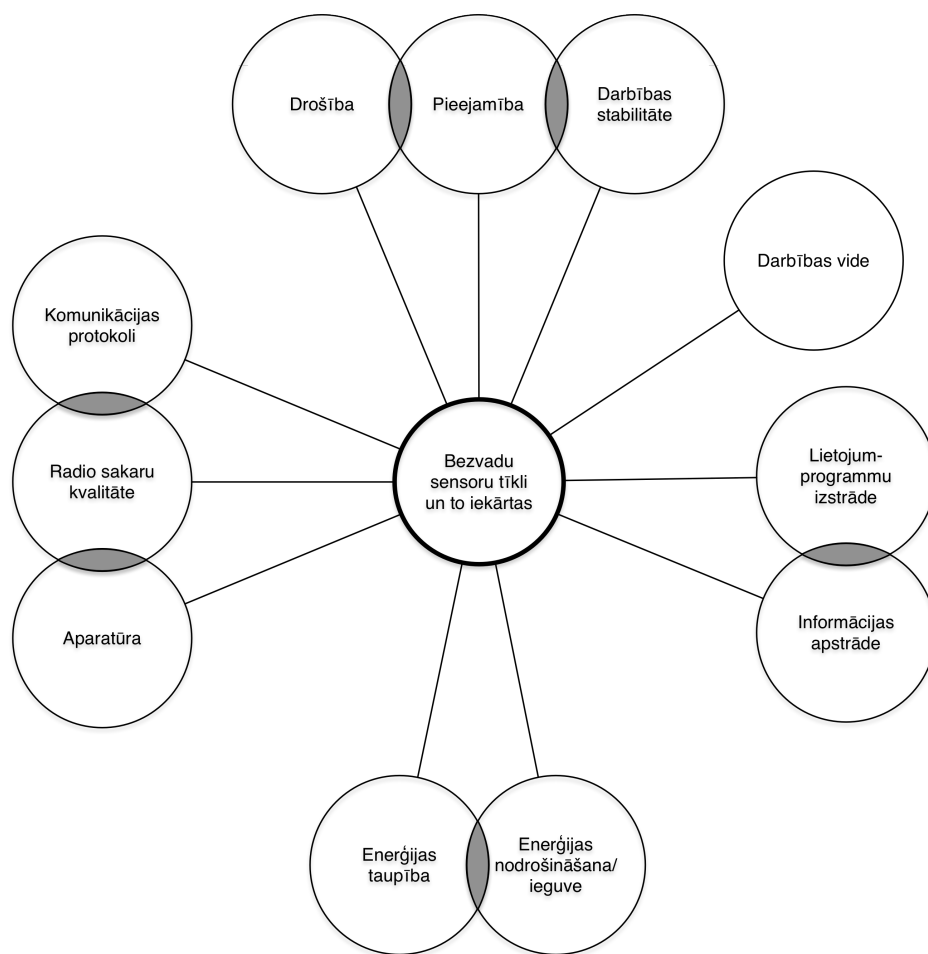 Drošība
Pieejamība
Darbības
stabilitāte
Darbības vide
Komunikācijas
protokoli
Radio sakaru
kvalitāte
Aparatūra
Bezvadu
sensoru tīkli
un to iekārtas
Lietojum-
programmu
izstrāde
Informācijas
apstrāde
Enerģijas
taupība
Enerģijas
nodrošināšana/
ieguve